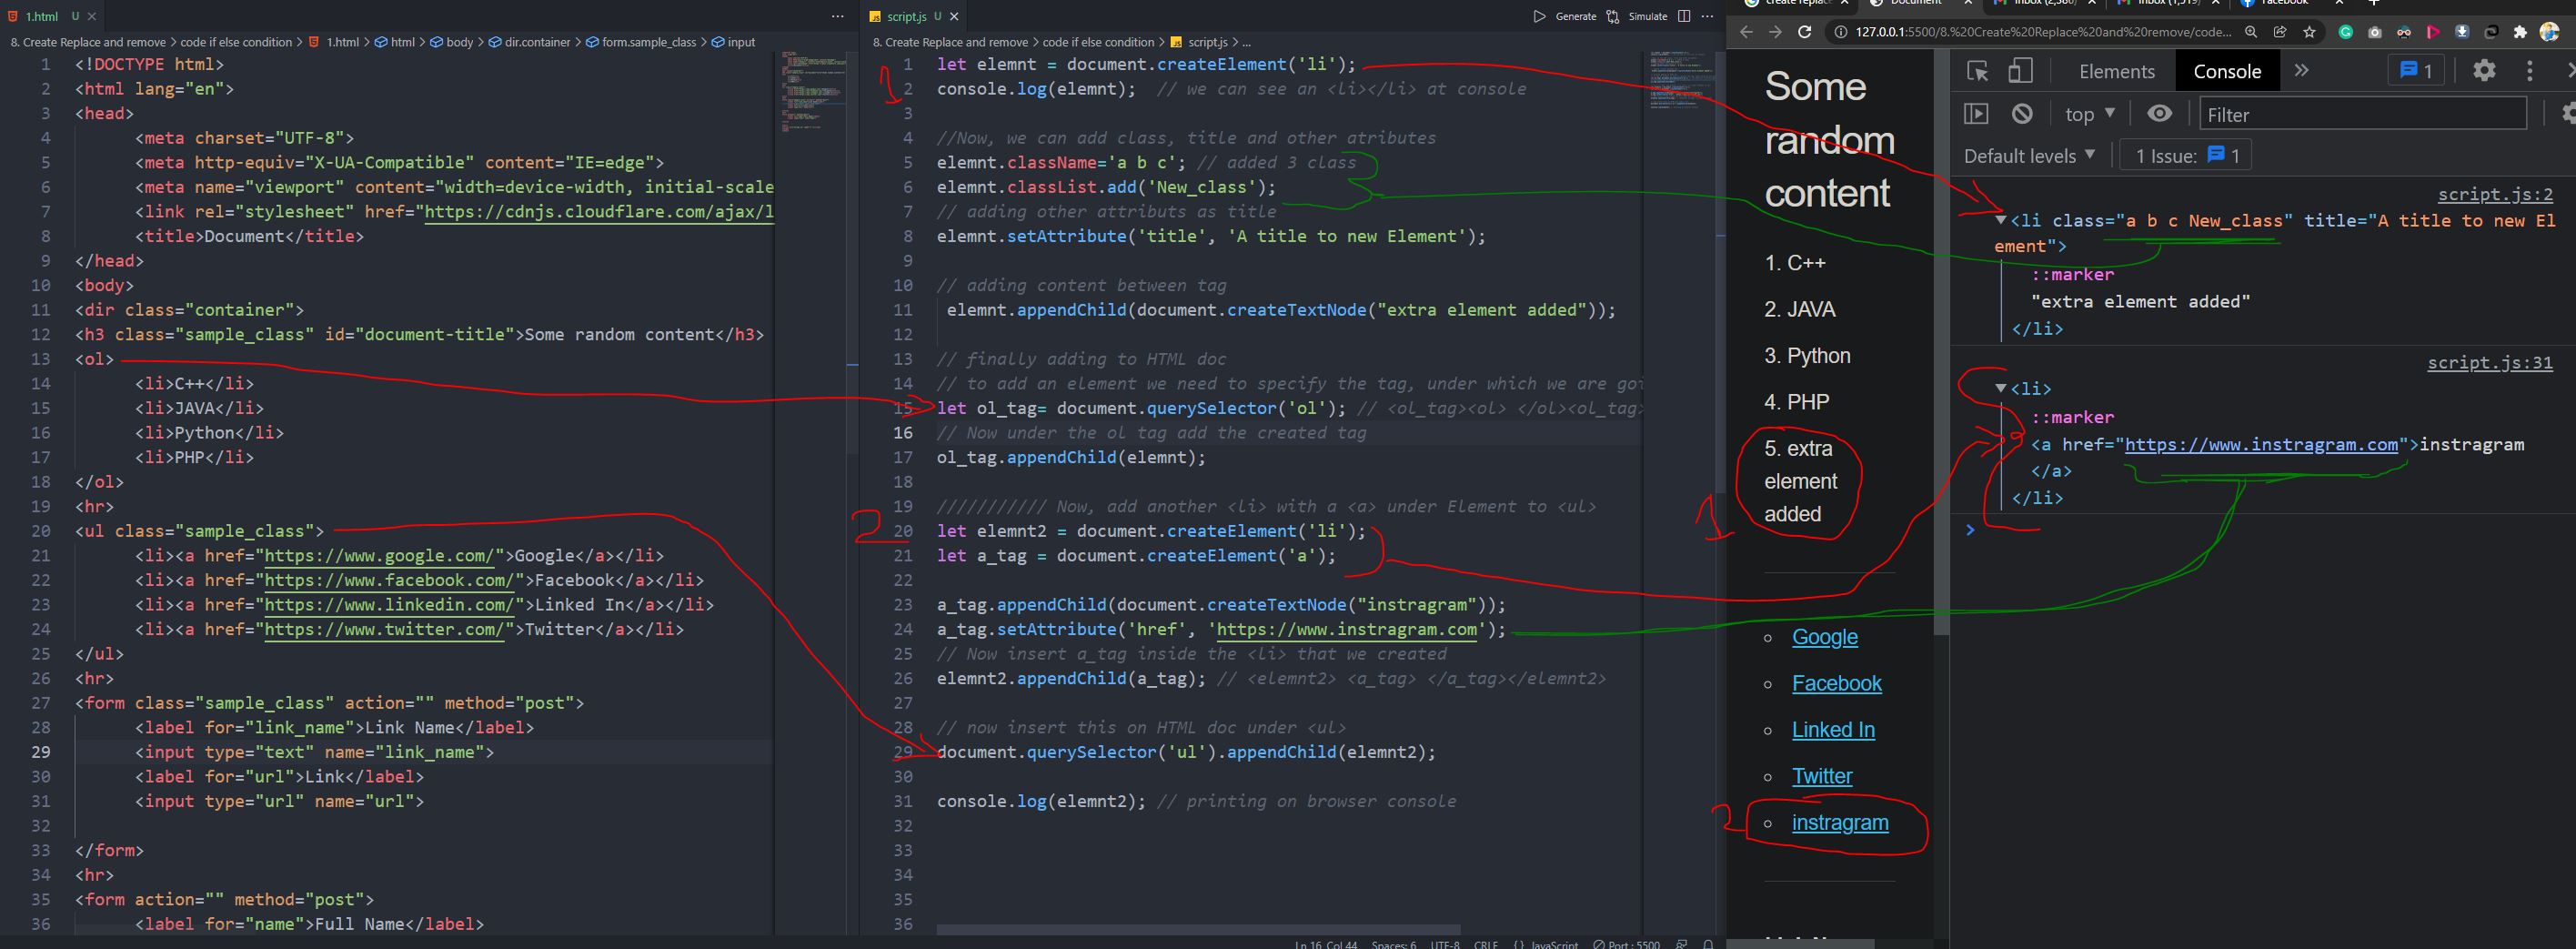 1.html U
8. Create Replace and remove > code if else condition > 1.html > html > body > dir.container > form.sample_class > input
1 <!DOCTYPE html>
2 <html lang="en">
3 <head>
4 <meta charset="UTF-8">
5 <meta http-equiv="X-UA-Compatible" content="IE=edge">
6 <meta name="viewport" content="width=device-width, initial-scale
7 <link rel="stylesheet" href="https://cdnjs.cloudflare.com/ajax/l
8 <title>Document</title>
9 </head>
10 <body>
11 <dir class="container">
12 <h3 class="sample_class" id="document-title">Some random content</h3>
13 <ol>
14 <li>C++</li>
15 <li>JAVA</li>
16 <li>Python</li>
17 <li>PHP</li>
18 </ol>
19 <hr>
20 <ul class="sample_class">
21 <li><a href="https://www.google.com/">Google</a></li>
22 <li><a href="https://www.facebook.com/">Facebook</a></li>
23 <li><a href="https://www.linkedin.com/">Linked In</a></li>
24 <li><a href="https://www.twitter.com/">Twitter</a></li>
25 </ul>
26 <hr>
27 <form class="sample_class" action="" method="post">
28 <label for="link_name">Link Name</label>
29 <input type="text" name="link_name">
30 <label for="url">Link</label>
31 <input type="url" name="url">
32
33 </form>
34 <hr>
35 <form action="" method="post">
36 <label for="name">Full Name</label>
script.js U
Generate Simulate
8. Create Replace and remove > code if else condition > script.js > ...
1
1 let elemnt = document.createElement('li');
2 console.log(elemnt); // we can see an <li></li> at console
3
4 //Now, we can add class, title and other atributes
5 elemnt.className='a b c'; // added 3 class
6 elemnt.classList.add('New_class');
7 // adding other attributs as title
8 elemnt.setAttribute('title', 'A title to new Element');
9
10 // adding content between tag
11 elemnt.appendChild(document.createTextNode("extra element added"));
12
13 // finally adding to HTML doc
14 // to add an element we need to specify the tag, under which we are goi
15 let ol_tag= document.querySelector('ol'); // <ol_tag><ol> </ol><ol_tag>
16 // Now under the ol tag add the created tag
17 ol_tag.appendChild(elemnt);
18
19 /////////// Now, add another <li> with a <a> under Element to <ul>
2
20 let elemnt2 = document.createElement('li');
21 let a_tag = document.createElement('a');
22
23 a_tag.appendChild(document.createTextNode("instragram"));
24 a_tag.setAttribute('href', 'https://www.instragram.com');
25 // Now insert a_tag inside the <li> that we created
26 elemnt2.appendChild(a_tag); // <elemnt2> <a_tag> </a_tag></elemnt2>
27
28 // now insert this on HTML doc under <ul>
29 document.querySelector('ul').appendChild(elemnt2);
30
31 console.log(elemnt2); // printing on browser console
32
33
34
35
36
Ln 16, Col 44 Spaces: 6 UTF-8 CRLF {} JavaScript Port : 5500
create replac Document Inbox (2,580) Inbox (1,519) Facebook
127.0.0.1:5500/8.%20Create%20Replace%20and%20remove/code...
Some
random
content
1. C++
2. JAVA
3. Python
4. PHP
1
5. extra
element
added
Google
Facebook
Linked In
Twitter
2
instragram
Elements Console 1
top Filter
Default levels 1 Issue: 1
script.js:2
<li class="a b c New_class" title="A title to new El
ement">
::marker
"extra element added"
</li>
script.js:31
<li>
::marker
<a href="https://www.instragram.com">instragram
</a>
</li>